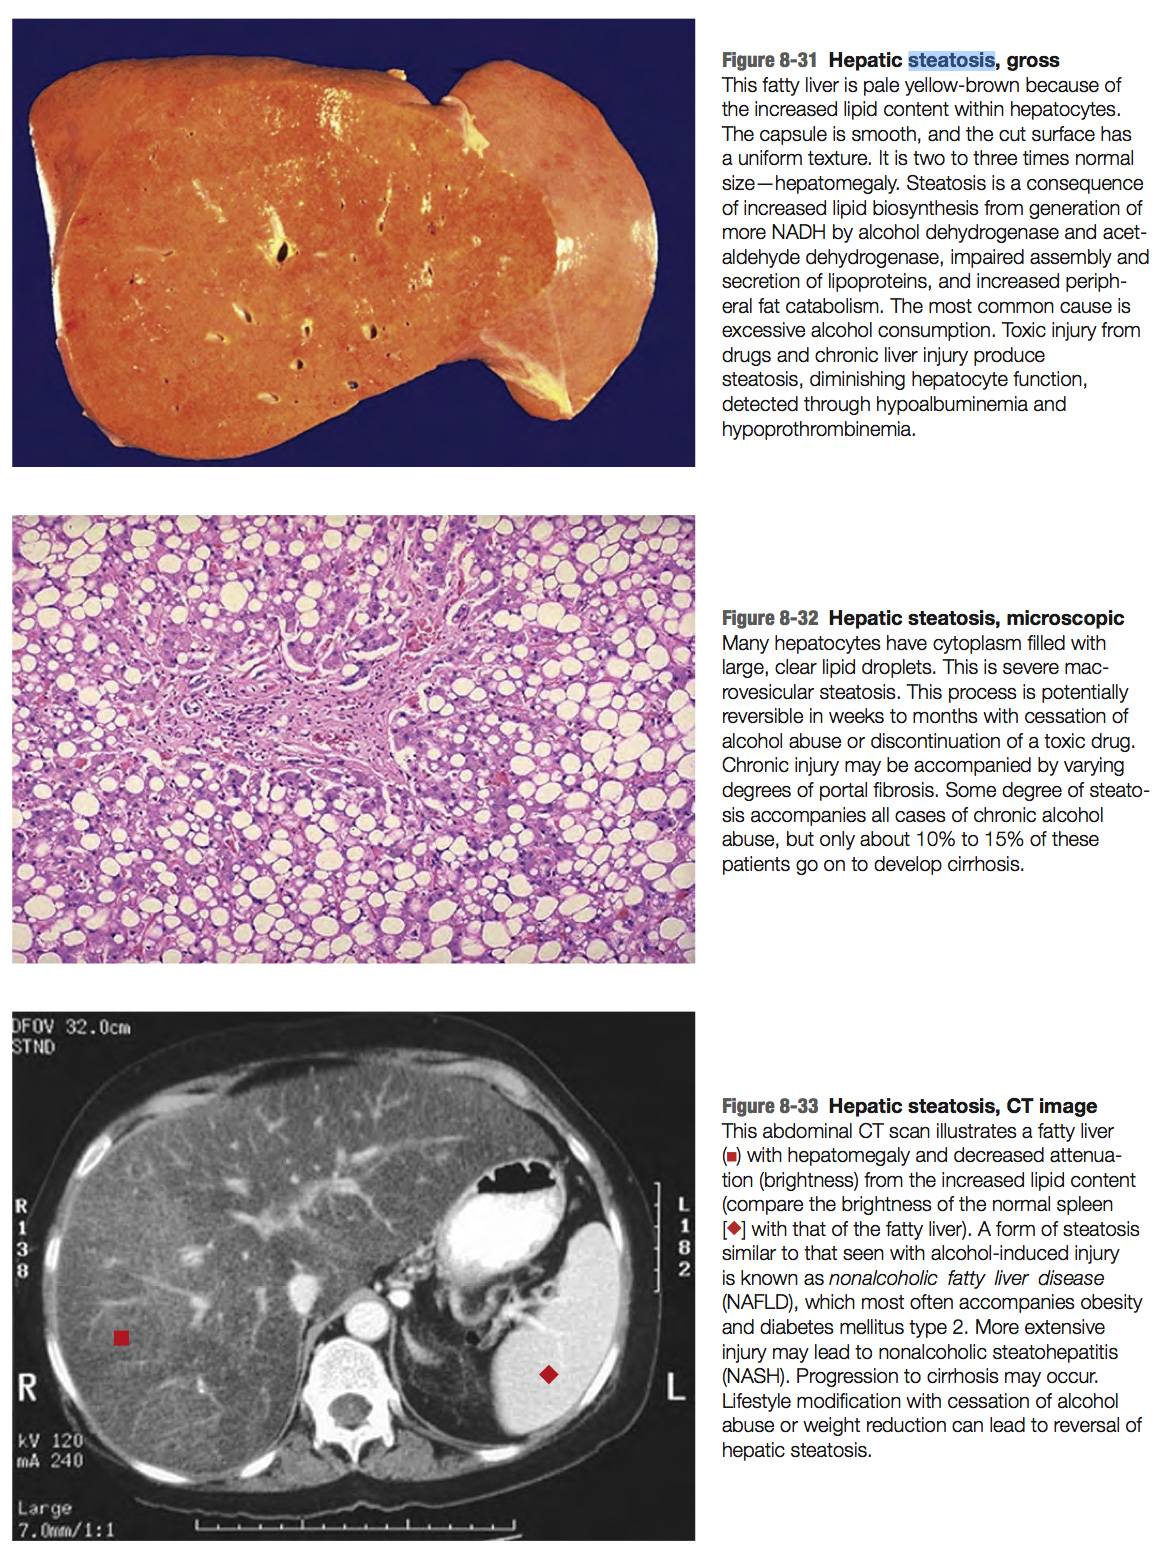 Figure 8-31 Hepatic steatosis, gross
This fatty liver is pale yellow-brown because of
the increased lipid content within hepatocytes.
The capsule is smooth, and the cut surface has
a uniform texture. It is two to three times normal
size—hepatomegaly. Steatosis is a consequence
of increased lipid biosynthesis from generation of
more NADH by alcohol dehydrogenase and acet-
aldehyde dehydrogenase, impaired assembly and
secretion of lipoproteins, and increased periph-
eral fat catabolism. The most common cause is
excessive alcohol consumption. Toxic injury from
drugs and chronic liver injury produce
steatosis, diminishing hepatocyte function,
detected through hypoalbuminemia and
hypoprothrombinemia.
Figure 8-32 Hepatic steatosis, microscopic
Many hepatocytes have cytoplasm filled with
large, clear lipid droplets. This is severe mac-
rovesicular steatosis. This process is potentially
reversible in weeks to months with cessation of
alcohol abuse or discontinuation of a toxic drug.
Chronic injury may be accompanied by varying
degrees of portal fibrosis. Some degree of steato-
sis accompanies all cases of chronic alcohol
abuse, but only about 10% to 15% of these
patients go on to develop cirrhosis.
DFOV 32.0cm
STND
R
1
3
8
L
1
8
2
R
L
kV 120
mA 240
Large
7.0mm/1:1
Figure 8-33 Hepatic steatosis, CT image
This abdominal CT scan illustrates a fatty liver
(■) with hepatomegaly and decreased attenua-
tion (brightness) from the increased lipid content
(compare the brightness of the normal spleen
[◆] with that of the fatty liver). A form of steatosis
similar to that seen with alcohol-induced injury
is known as nonalcoholic fatty liver disease
(NAFLD), which most often accompanies obesity
and diabetes mellitus type 2. More extensive
injury may lead to nonalcoholic steatohepatitis
(NASH). Progression to cirrhosis may occur.
Lifestyle modification with cessation of alcohol
abuse or weight reduction can lead to reversal of
hepatic steatosis.